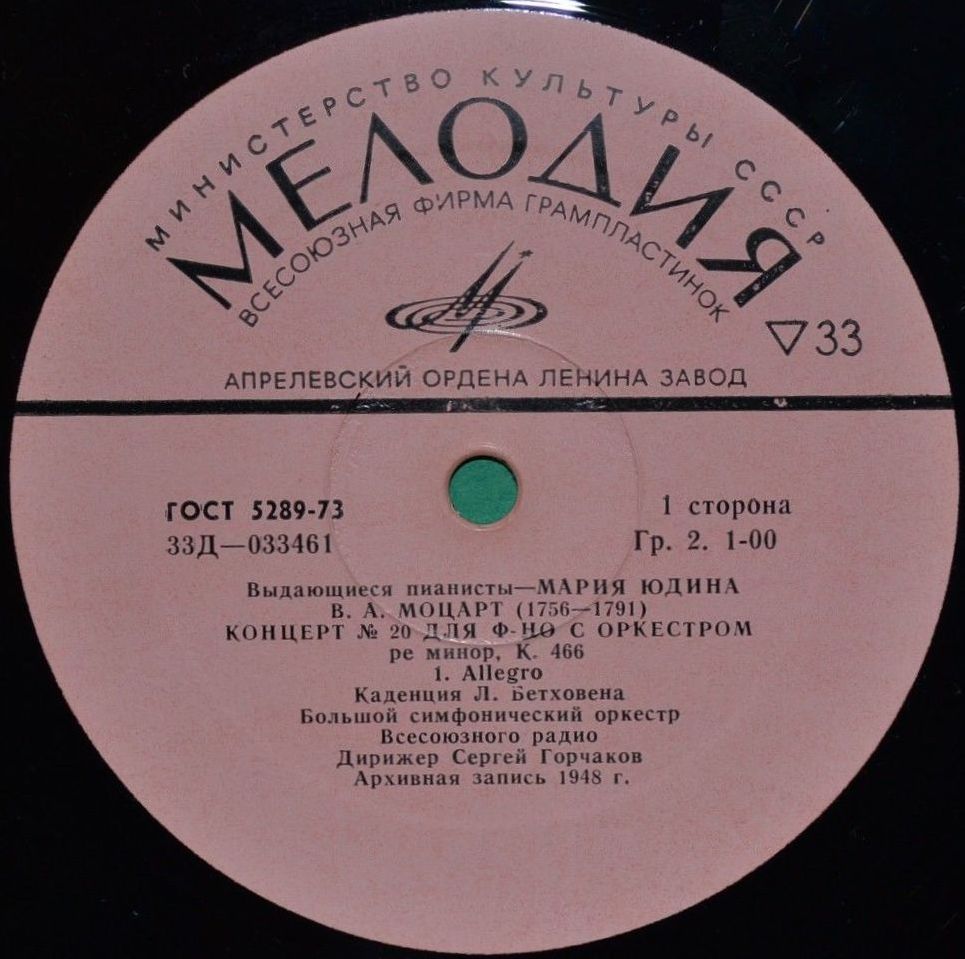 МИНИСТЕРСТВО КУЛЬТУРЫ СССР
МЕЛОДИЯ
ВСЕСОЮЗНАЯ ФИРМА ГРАМПЛАСТИНОК
33
АПРЕЛЕВСКИЙ ОРДЕНА ЛЕНИНА ЗАВОД
ГОСТ 5289-73
1 сторона
33Д—033461
Гр. 2. 1-00
Выдающиеся пианисты—МАРИЯ ЮДИНА
В. А. МОЦАРТ (1756—1791)
КОНЦЕРТ № 20 ДЛЯ Ф-НО С ОРКЕСТРОМ
ре минор, К. 466
1. Allegro
Каденция Л. Бетховена
Большой симфонический оркестр
Всесоюзного радио
Дирижер Сергей Горчаков
Архивная запись 1948 г.